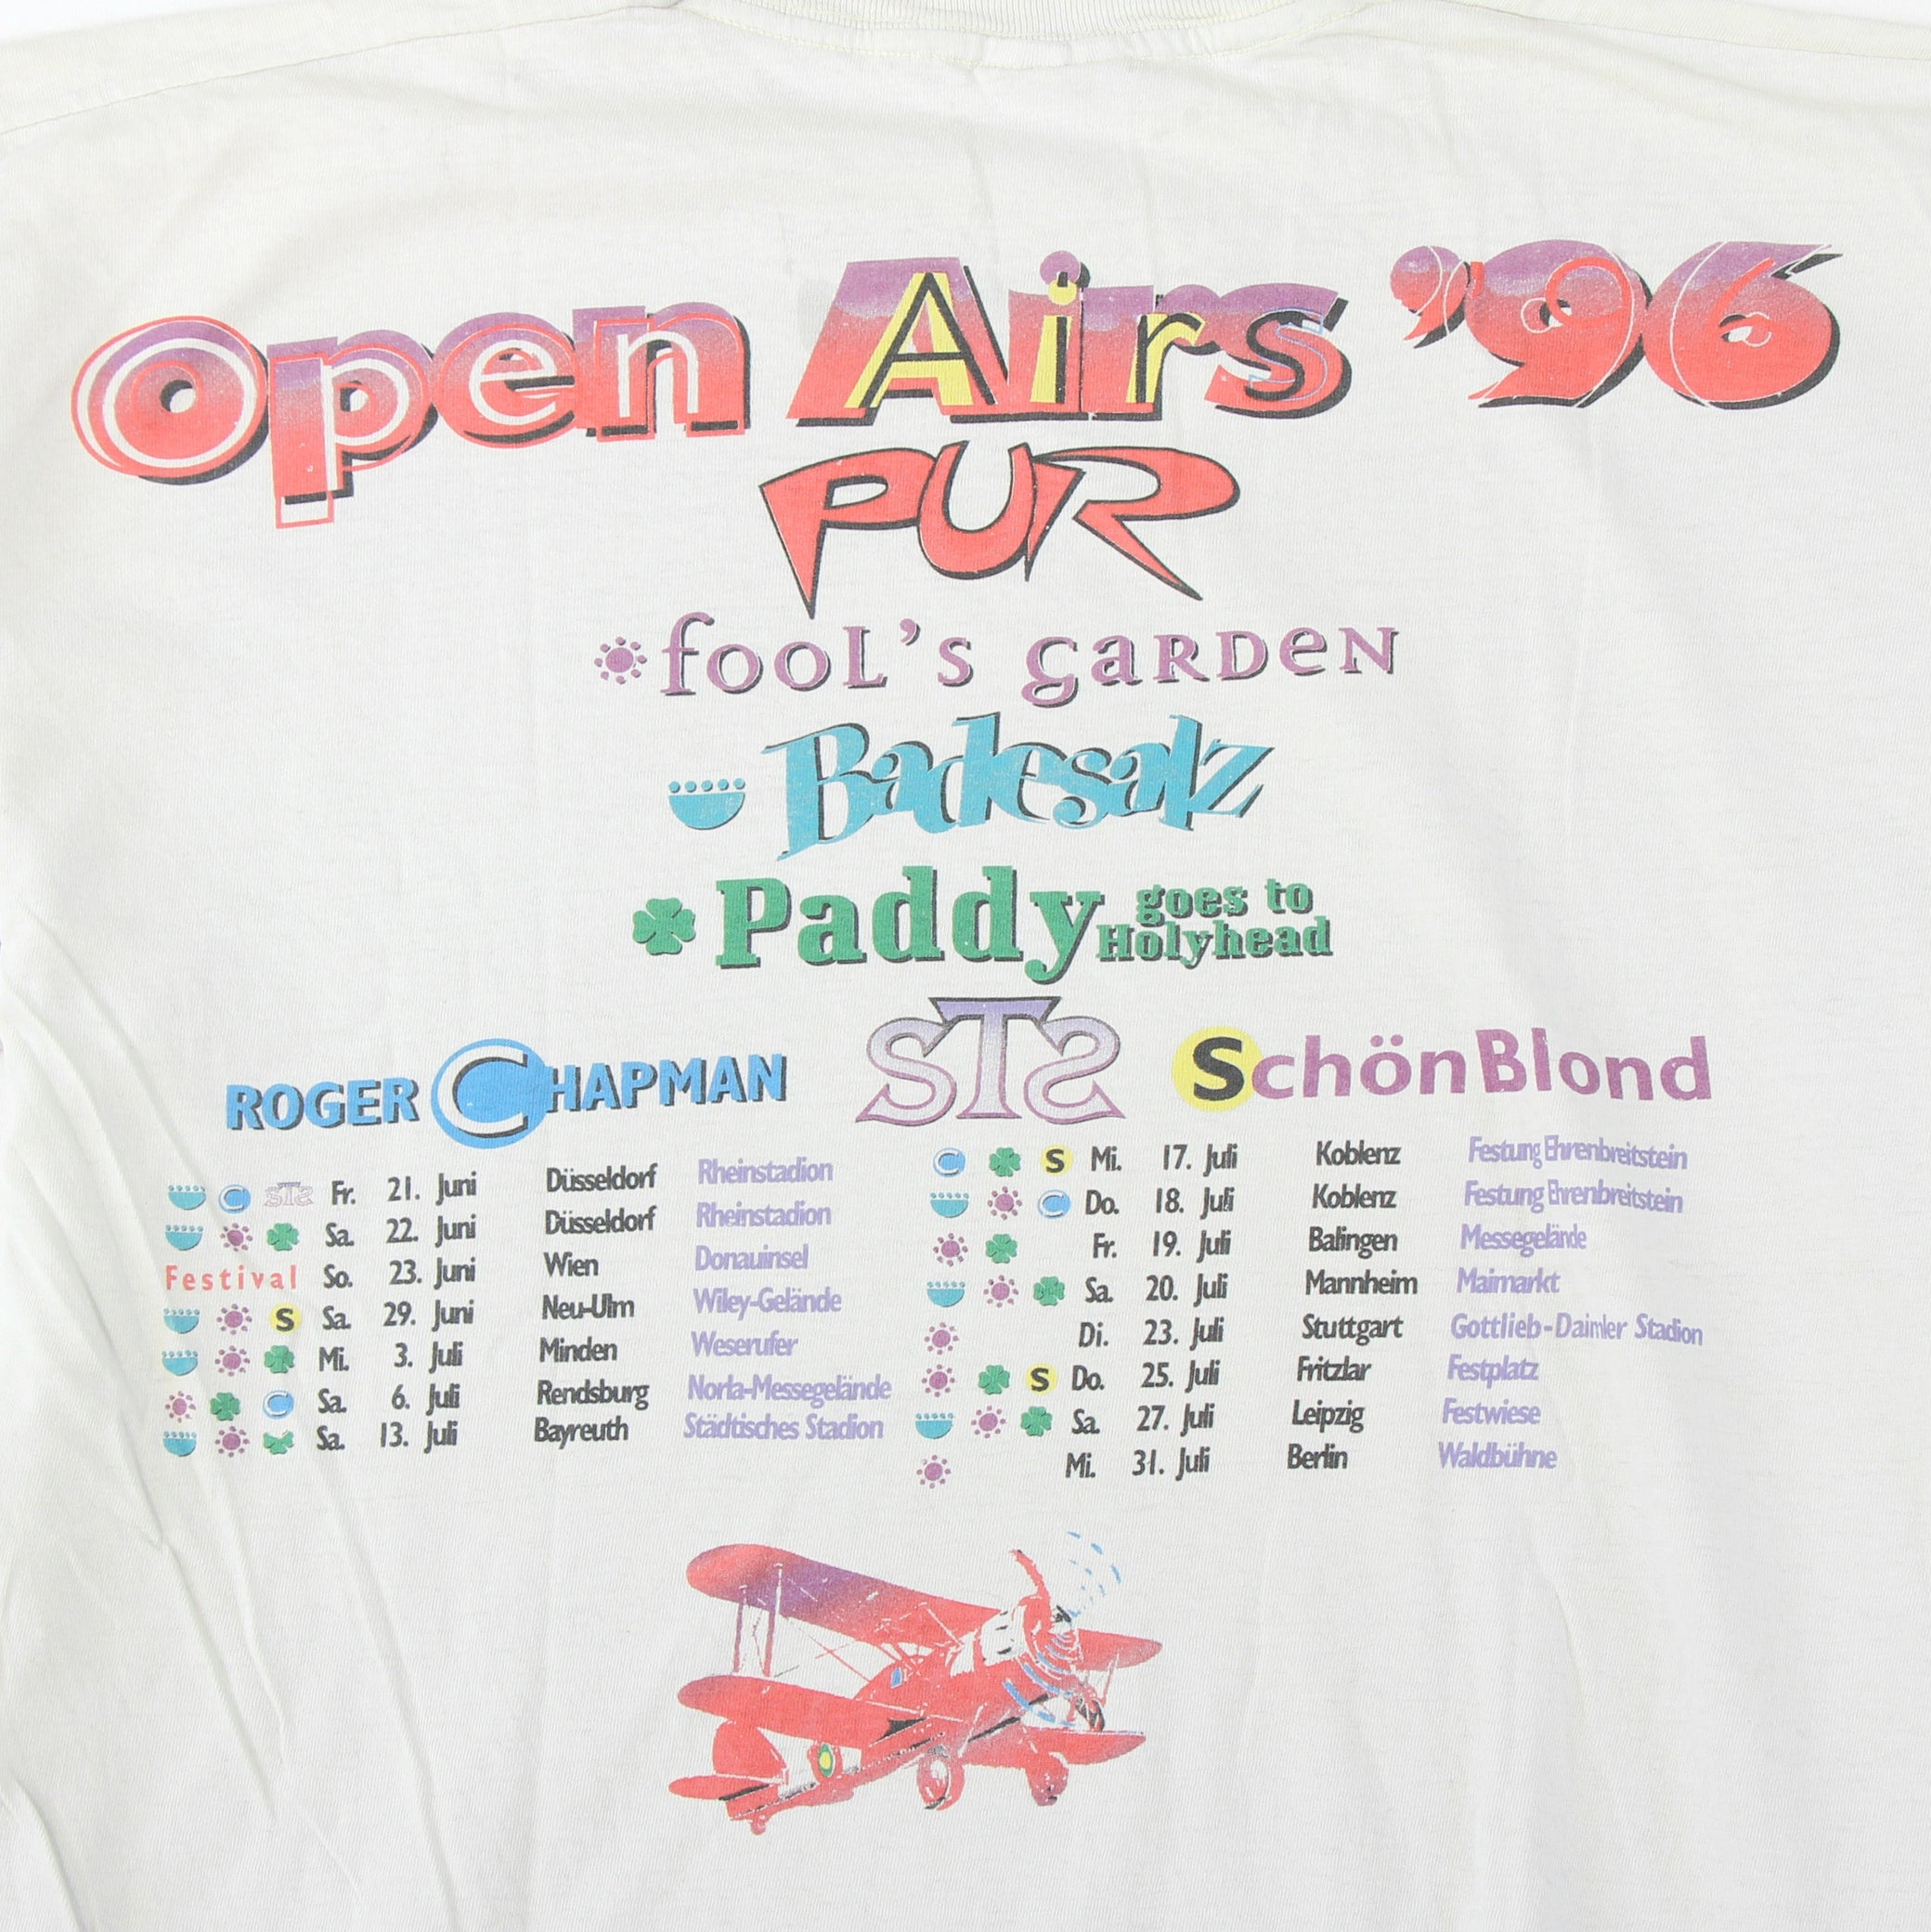 Open Airs '96
PUR
fool's garden
Badesalz
Paddy goes to Holyhead
STS
ROGER CHAPMAN
SchönBlond
C STS Fr. 21. Juni Düsseldorf Rheinstadion
Sa. 22. Juni Düsseldorf Rheinstadion
Festival So. 23. Juni Wien Donauinsel
S Sa. 29. Juni Neu-Ulm Wiley-Gelände
Mi. 3. Juli Minden Weserufer
C Sa. 6. Juli Rendsburg Norla-Messegelände
Sa. 13. Juli Bayreuth Städtisches Stadion
C S Mi. 17. Juli Koblenz Festung Ehrenbreitstein
C Do. 18. Juli Koblenz Festung Ehrenbreitstein
Fr. 19. Juli Balingen Messegelände
Sa. 20. Juli Mannheim Maimarkt
Di. 23. Juli Stuttgart Gottlieb-Daimler Stadion
S Do. 25. Juli Fritzlar Festplatz
Sa. 27. Juli Leipzig Festwiese
Mi. 31. Juli Berlin Waldbühne